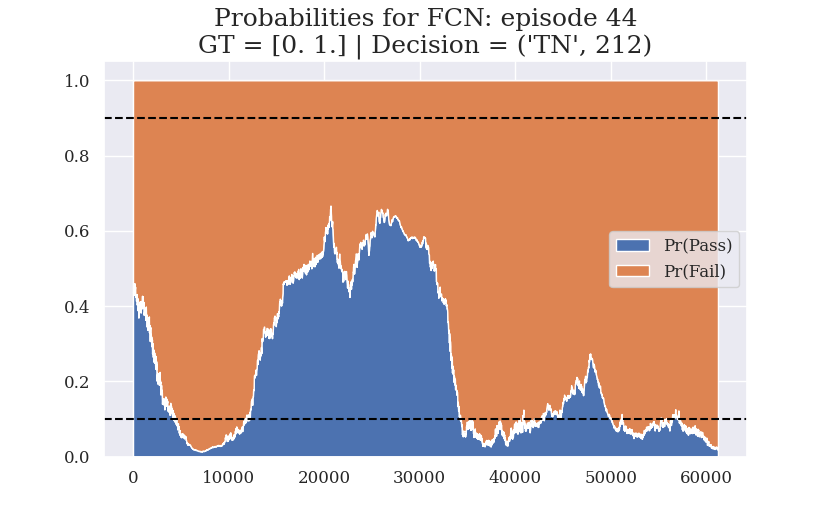 Probabilities for FCN: episode 44
GT = [0. 1.] | Decision = ('TN', 212)
1.0
0.8
0.6
0.4
0.2
0.0
Pr(Pass)
Pr(Fail)
0 10000 20000 30000 40000 50000 60000